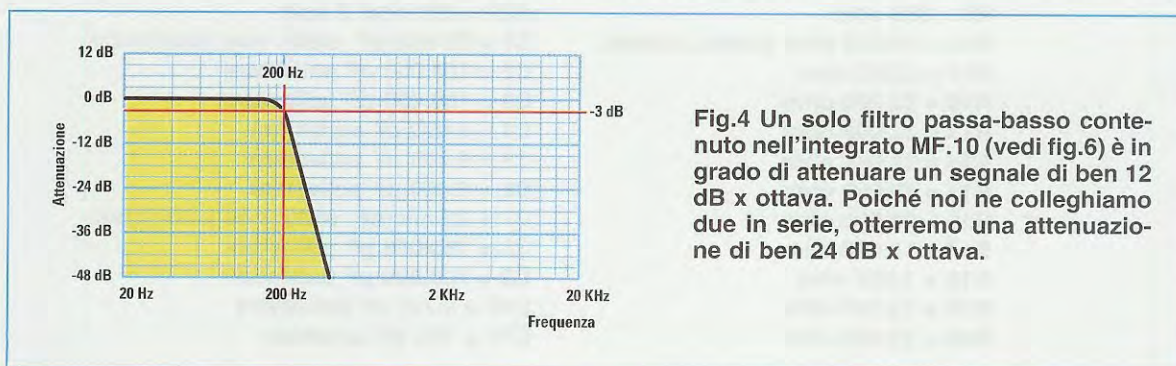 12 dB
200 Hz
0 dB
-3 dB
-12 dB
Attenuazione
-24 dB
-36 dB
-48 dB
20 Hz
200 Hz
2 KHz
20 KHz
Frequenza
Fig.4 Un solo filtro passa-basso conte-
nuto nell'integrato MF.10 (vedi fig.6) è in
grado di attenuare un segnale di ben 12
dB x ottava. Poiché noi ne colleghiamo
due in serie, otterremo una attenuazio-
ne di ben 24 dB x ottava.